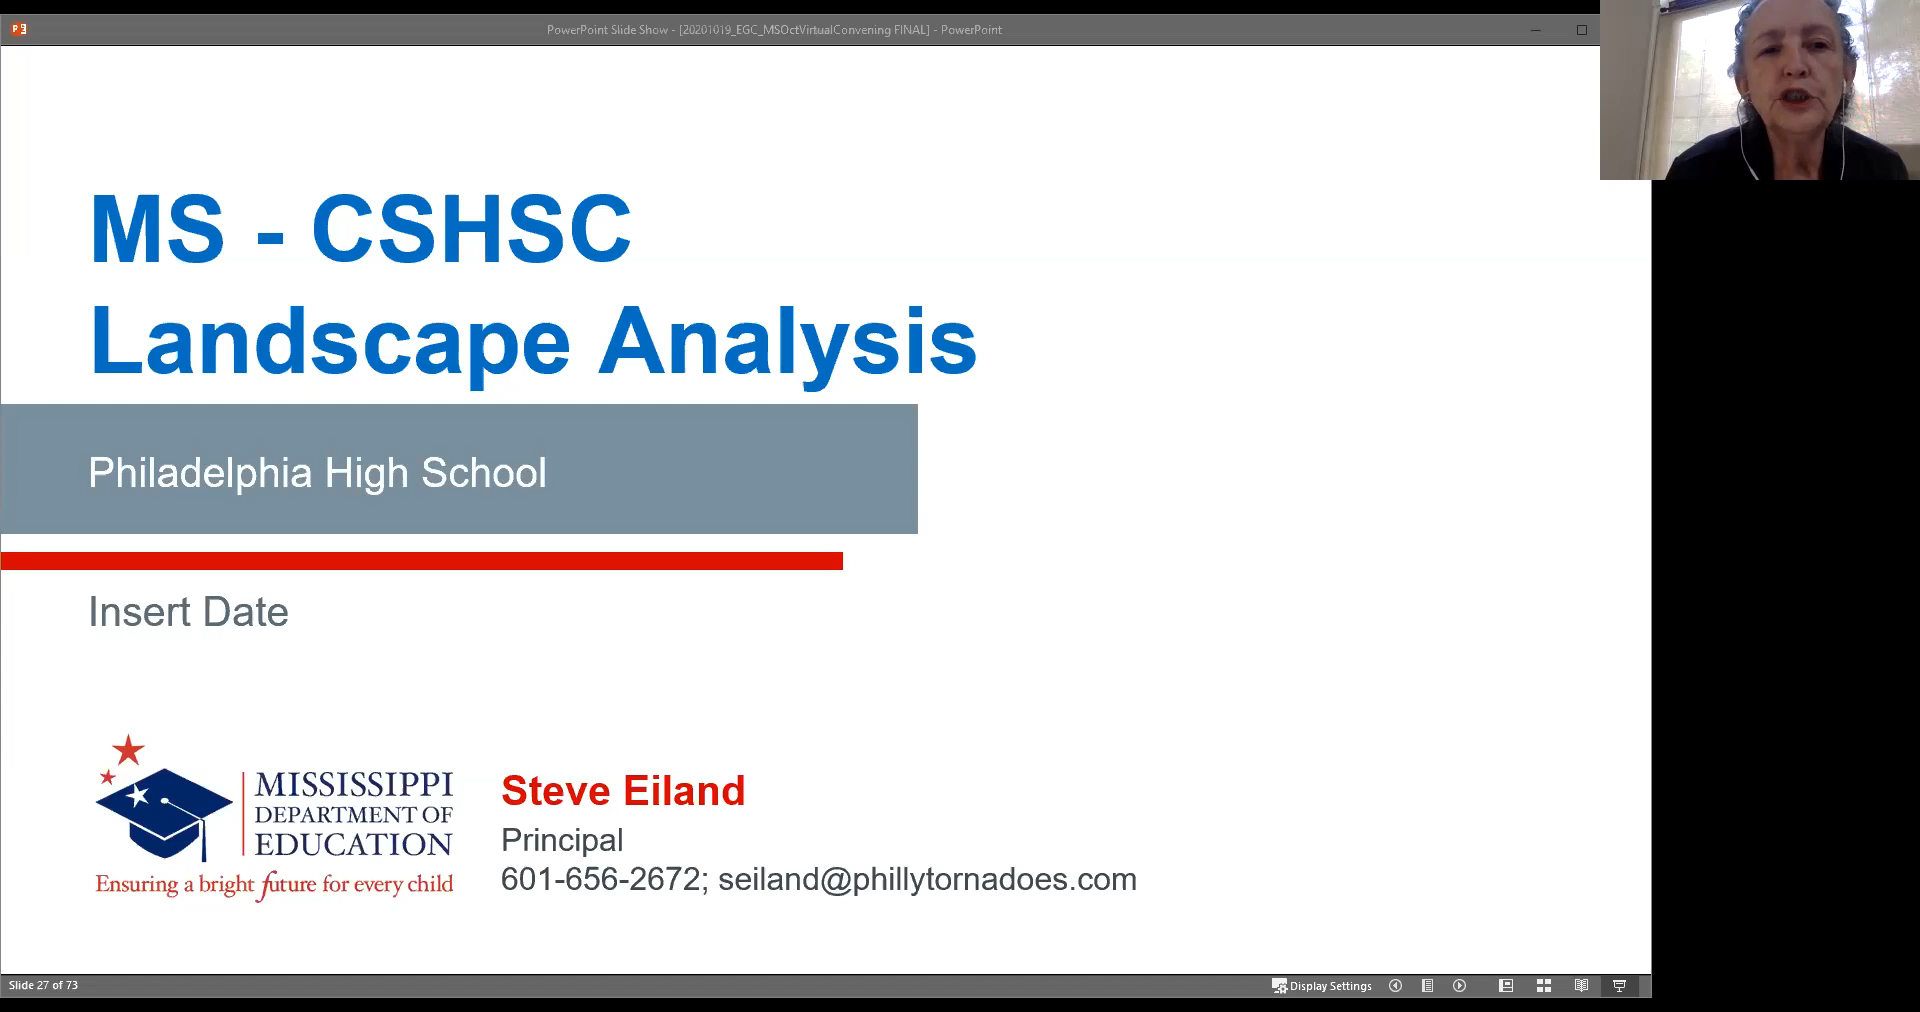 PowerPoint Slide Show - [20201019_EGC_MSOctVirtualConvening FINAL] - PowerPoint
MS - CSHSC
Landscape Analysis
Philadelphia High School
Insert Date
MISSISSIPPI
DEPARTMENT OF
EDUCATION
Ensuring a bright future for every child
Steve Eiland
Principal
601-656-2672; seiland@phillytornadoes.com
Slide 27 of 73
Display Settings